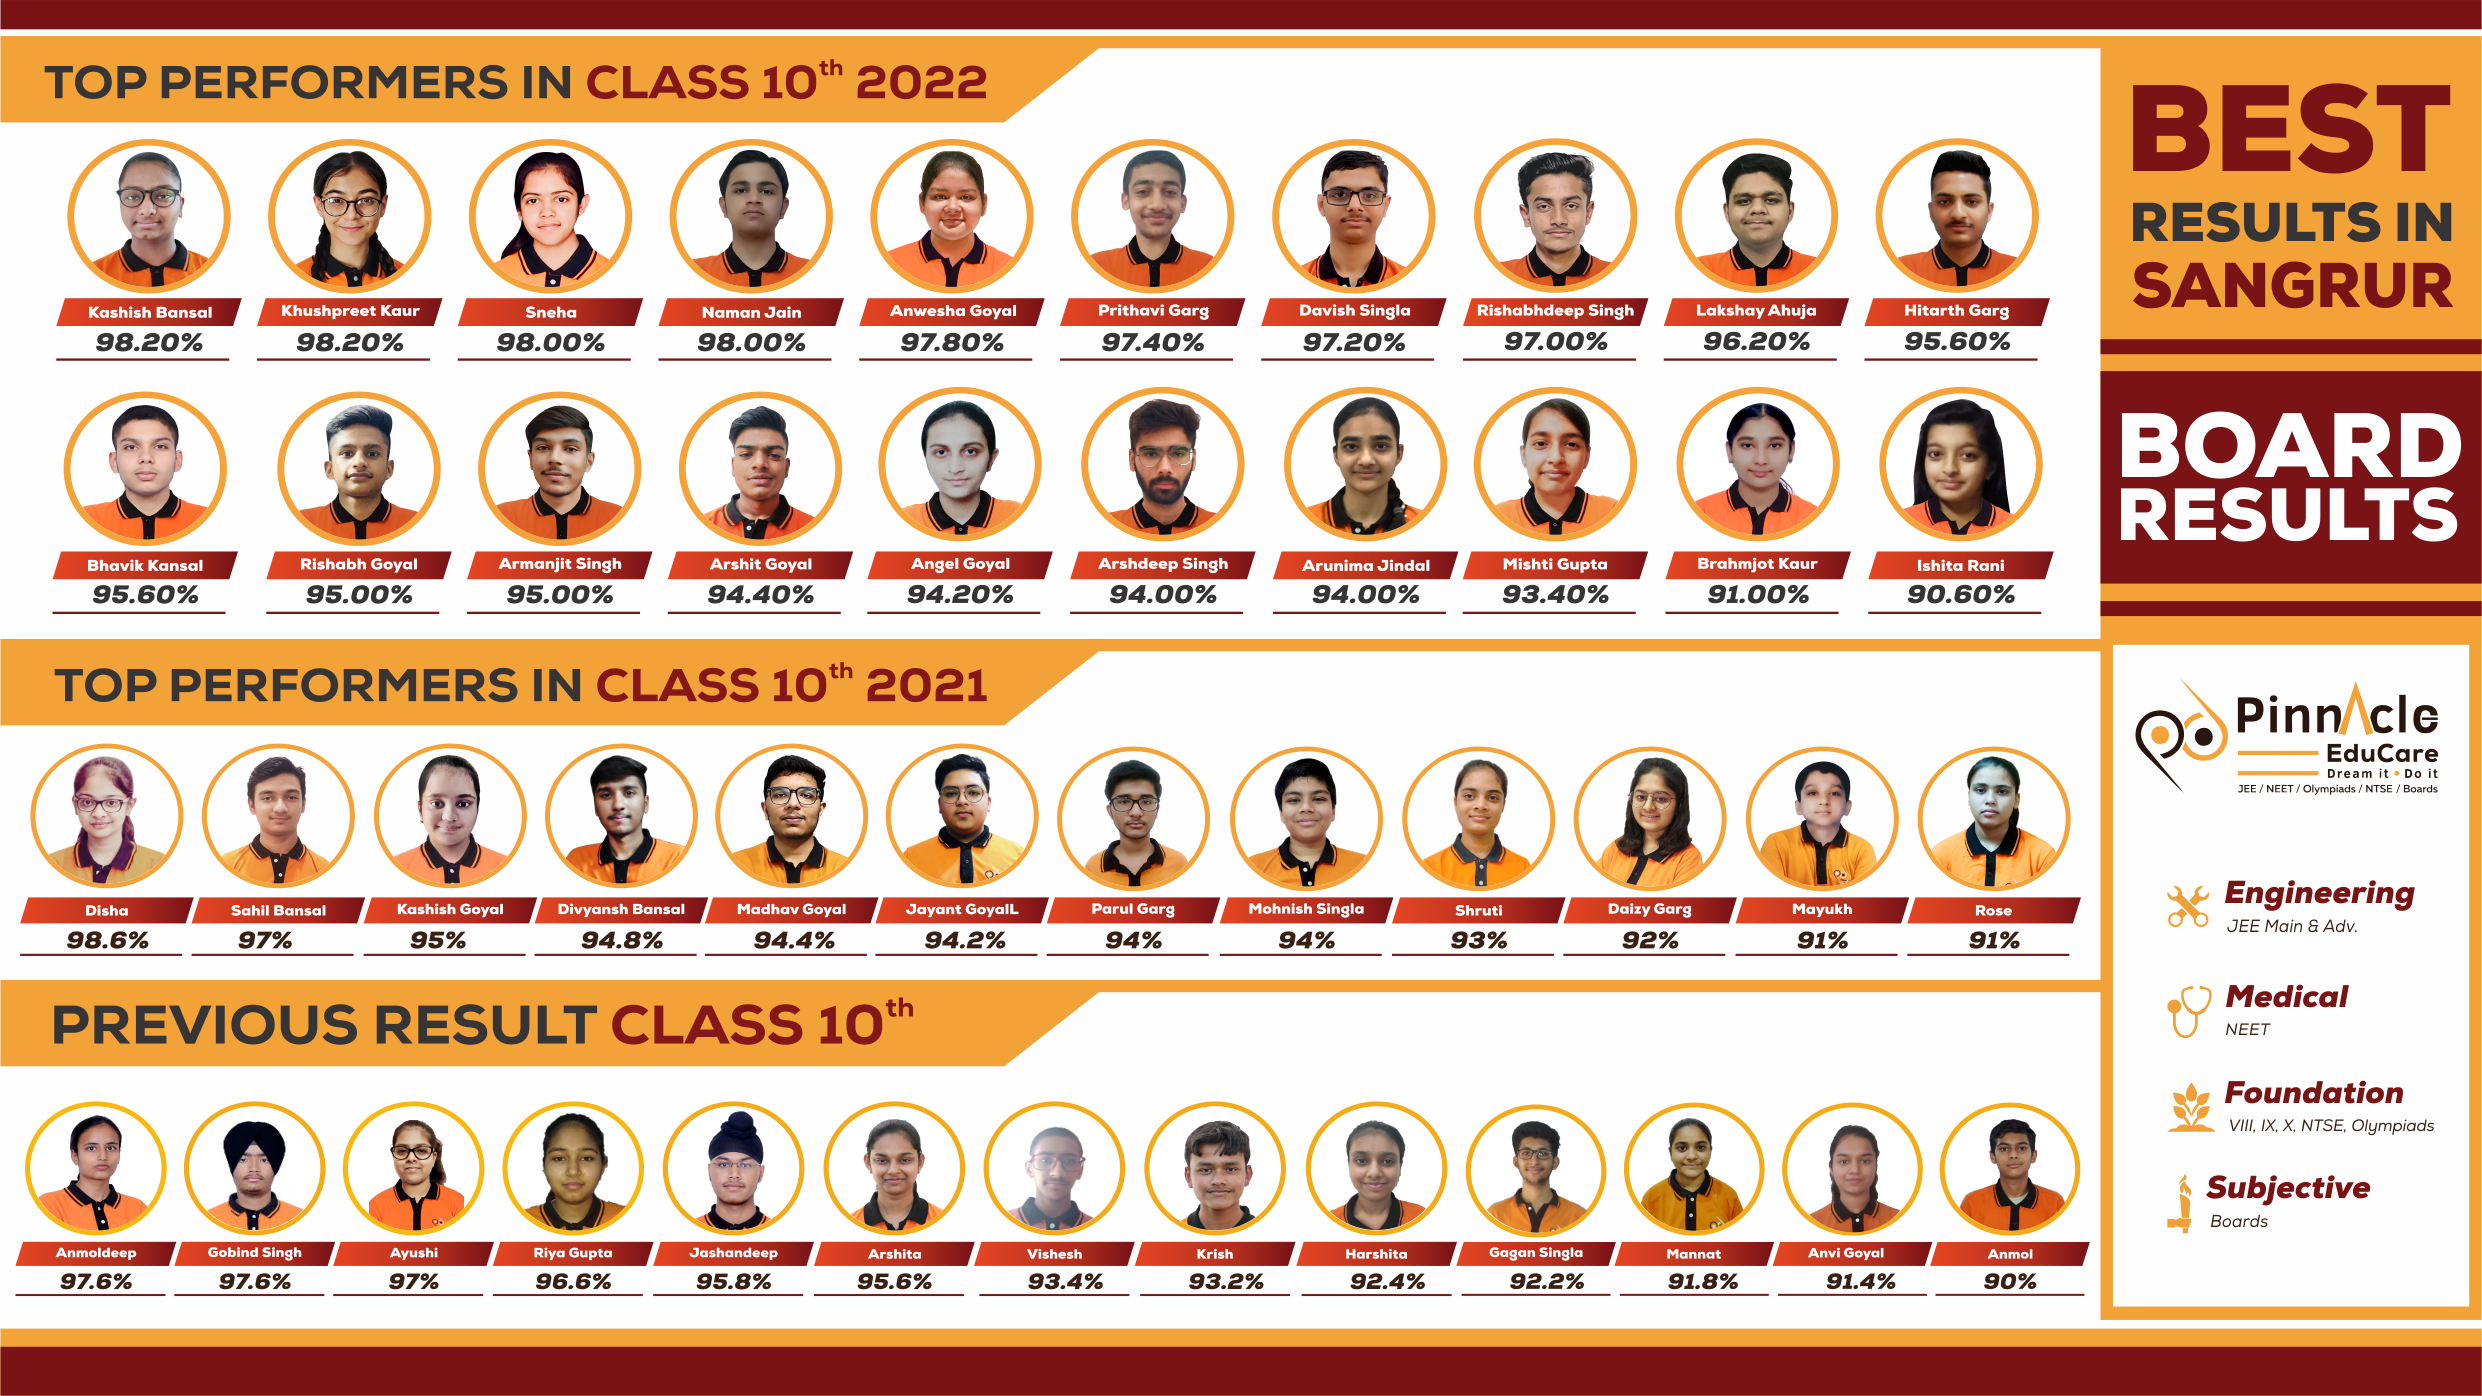 TOP PERFORMERS IN CLASS 10th 2022
Kashish Bansal
98.20%
Khushpreet Kaur
98.20%
Sneha
98.00%
Naman Jain
98.00%
Anwesha Goyal
97.80%
Prithavi Garg
97.40%
Davish Singla
97.20%
Rishabhdeep Singh
97.00%
Lakshay Ahuja
96.20%
Hitarth Garg
95.60%
Bhavik Kansal
95.60%
Rishabh Goyal
95.00%
Armanjit Singh
95.00%
Arshit Goyal
94.40%
Angel Goyal
94.20%
Arshdeep Singh
94.00%
Arunima Jindal
94.00%
Mishti Gupta
93.40%
Brahmjot Kaur
91.00%
Ishita Rani
90.60%
TOP PERFORMERS IN CLASS 10th 2021
Disha
98.6%
Sahil Bansal
97%
Kashish Goyal
95%
Divyansh Bansal
94.8%
Madhav Goyal
94.4%
Jayant GoyalL
94.2%
Parul Garg
94%
Mohnish Singla
94%
Shruti
93%
Daizy Garg
92%
Mayukh
91%
Rose
91%
PREVIOUS RESULT CLASS 10th
Anmoldeep
97.6%
Gobind Singh
97.6%
Ayushi
97%
Riya Gupta
96.6%
Jashandeep
95.8%
Arshita
95.6%
Vishesh
93.4%
Krish
93.2%
Harshita
92.4%
Gagan Singla
92.2%
Mannat
91.8%
Anvi Goyal
91.4%
Anmol
90%
BEST
RESULTS IN
SANGRUR
BOARD
RESULTS
Pinnacle
EduCare
Dream it • Do it
JEE / NEET / Olympiads / NTSE / Boards
Engineering
JEE Main & Adv.
Medical
NEET
Foundation
VIII, IX, X, NTSE, Olympiads
Subjective
Boards